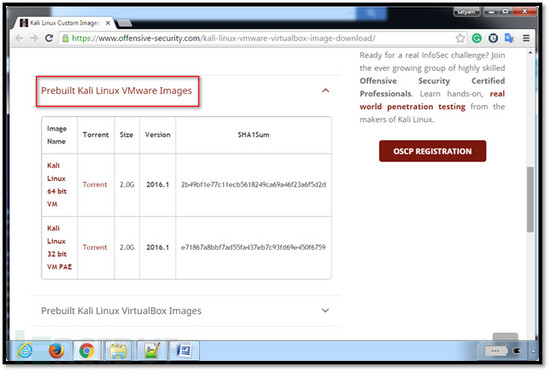 satyam
Kali Linux Custom Images
https://www.offensive-security.com/kali-linux-vmware-virtualbox-image-download/
Prebuilt Kali Linux VMware Images
Image Name Torrent Size Version SHA1Sum
Kali Linux 64 bit VM Torrent 2.0G 2016.1 2b49bf1e77c11ecb5618249ca69a46f23a6f5d2d
Kali Linux 32 bit VM PAE Torrent 2.0G 2016.1 e71867a8bbf7ad55fa437eb7c93fd69e450f6759
Prebuilt Kali Linux VirtualBox Images
Ready for a real InfoSec challenge? Join
the ever growing group of highly skilled
Offensive Security Certified
Professionals. Learn hands-on, real
world penetration testing from the
makers of Kali Linux.
OSCP REGISTRATION